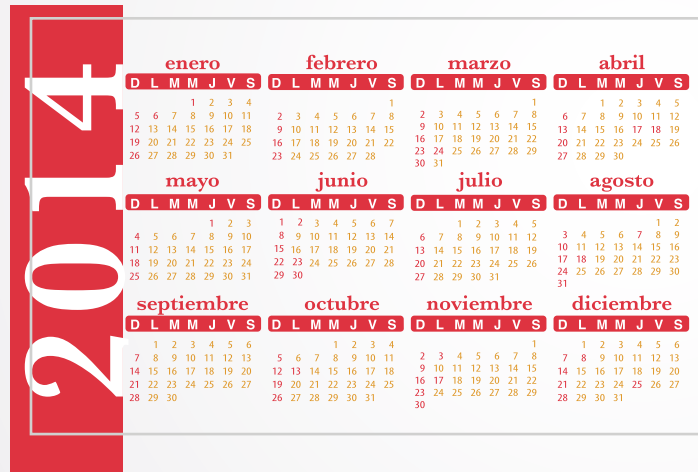 2014
enero
D L M M J V S
1 2 3 4
5 6 7 8 9 10 11
12 13 14 15 16 17 18
19 20 21 22 23 24 25
26 27 28 29 30 31
febrero
D L M M J V S
1
2 3 4 5 6 7 8
9 10 11 12 13 14 15
16 17 18 19 20 21 22
23 24 25 26 27 28
marzo
D L M M J V S
1
2 3 4 5 6 7 8
9 10 11 12 13 14 15
16 17 18 19 20 21 22
23 24 25 26 27 28 29
30 31
abril
D L M M J V S
1 2 3 4 5
6 7 8 9 10 11 12
13 14 15 16 17 18 19
20 21 22 23 24 25 26
27 28 29 30
mayo
D L M M J V S
1 2 3
4 5 6 7 8 9 10
11 12 13 14 15 16 17
18 19 20 21 22 23 24
25 26 27 28 29 30 31
junio
D L M M J V S
1 2 3 4 5 6 7
8 9 10 11 12 13 14
15 16 17 18 19 20 21
22 23 24 25 26 27 28
29 30
julio
D L M M J V S
1 2 3 4 5
6 7 8 9 10 11 12
13 14 15 16 17 18 19
20 21 22 23 24 25 26
27 28 29 30 31
agosto
D L M M J V S
1 2
3 4 5 6 7 8 9
10 11 12 13 14 15 16
17 18 19 20 21 22 23
24 25 26 27 28 29 30
31
septiembre
D L M M J V S
1 2 3 4 5 6
7 8 9 10 11 12 13
14 15 16 17 18 19 20
21 22 23 24 25 26 27
28 29 30
octubre
D L M M J V S
1 2 3 4
5 6 7 8 9 10 11
12 13 14 15 16 17 18
19 20 21 22 23 24 25
26 27 28 29 30 31
noviembre
D L M M J V S
1
2 3 4 5 6 7 8
9 10 11 12 13 14 15
16 17 18 19 20 21 22
23 24 25 26 27 28 29
30
diciembre
D L M M J V S
1 2 3 4 5 6
7 8 9 10 11 12 13
14 15 16 17 18 19 20
21 22 23 24 25 26 27
28 29 30 31